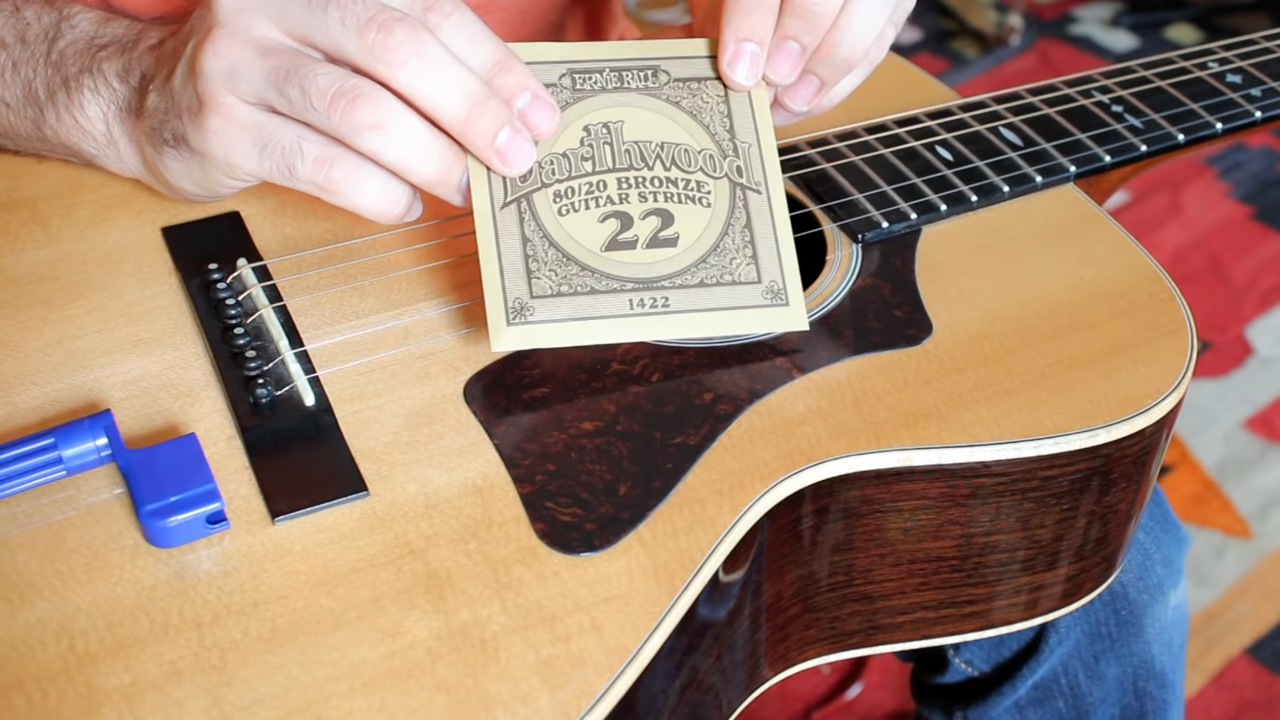 ERNIE BALL
Earthwood
80/20 BRONZE
GUITAR STRING
22
1422